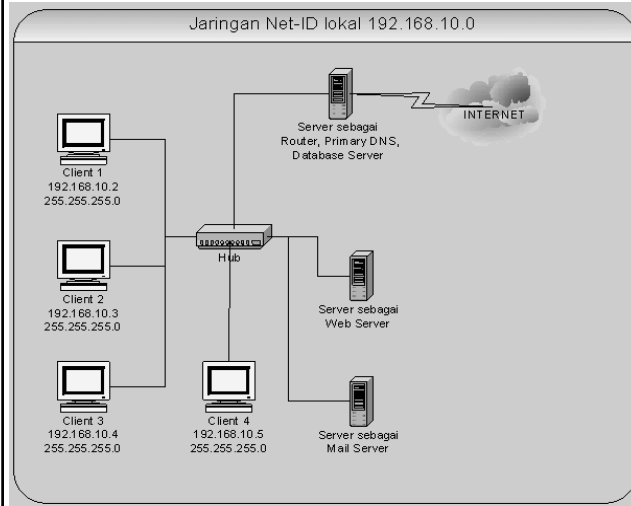 Jaringan Net-ID lokal 192.168.10.0
Server sebagai
Router, Primary DNS,
Database Server
INTERNET
Client 1
192.168.10.2
255.255.255.0
Hub
Client 2
192.168.10.3
255.255.255.0
Server sebagai
Web Server
Client 3
192.168.10.4
255.255.255.0
Client 4
192.168.10.5
255.255.255.0
Server sebagai
Mail Server